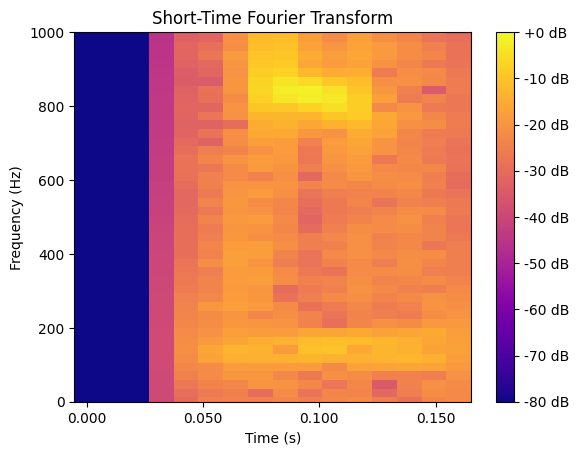 Short-Time Fourier Transform
1000
800
600
400
200
0
Frequency (Hz)
0.000
0.050
0.100
0.150
Time (s)
+0 dB
-10 dB
-20 dB
-30 dB
-40 dB
-50 dB
-60 dB
-70 dB
-80 dB